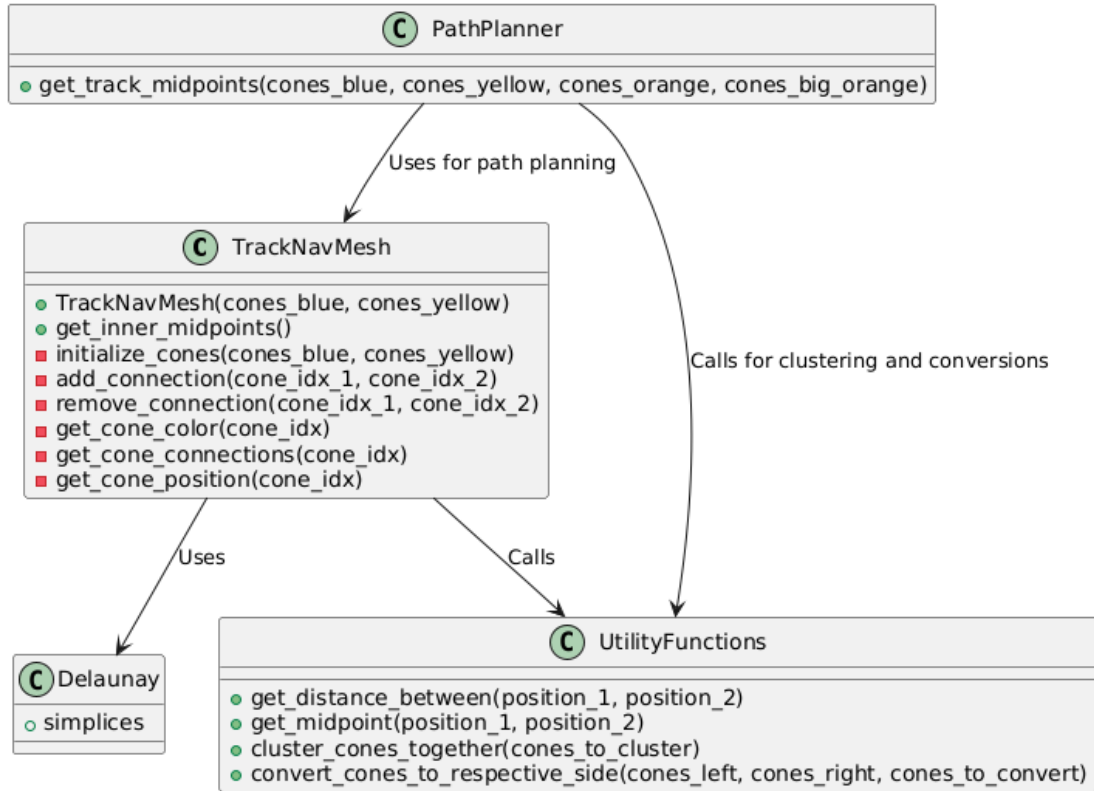 C PathPlanner
get_track_midpoints(cones_blue, cones_yellow, cones_orange, cones_big_orange)
Uses for path planning
C TrackNavMesh
TrackNavMesh(cones_blue, cones_yellow)
get_inner_midpoints()
initialize_cones(cones_blue, cones_yellow)
add_connection(cone_idx_1, cone_idx_2)
remove_connection(cone_idx_1, cone_idx_2)
get_cone_color(cone_idx)
get_cone_connections(cone_idx)
get_cone_position(cone_idx)
Calls for clustering and conversions
Uses
Calls
C Delaunay
simplices
C UtilityFunctions
get_distance_between(position_1, position_2)
get_midpoint(position_1, position_2)
cluster_cones_together(cones_to_cluster)
convert_cones_to_respective_side(cones_left, cones_right, cones_to_convert)